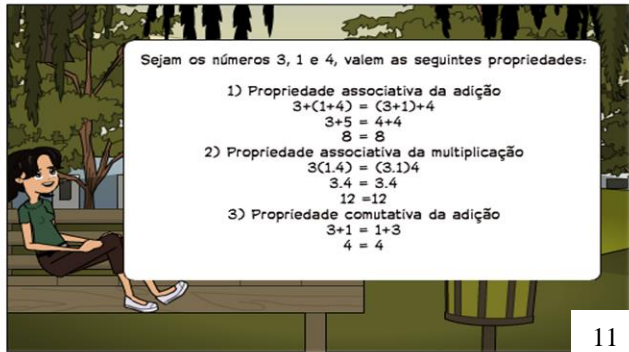 Sejam os números 3, 1 e 4, valem as seguintes propriedades:
1) Propriedade associativa da adição
3+(1+4) = (3+1)+4
3+5 = 4+4
8 = 8
2) Propriedade associativa da multiplicação
3(1.4) = (3.1)4
3.4 = 3.4
12 =12
3) Propriedade comutativa da adição
3+1 = 1+3
4 = 4
11